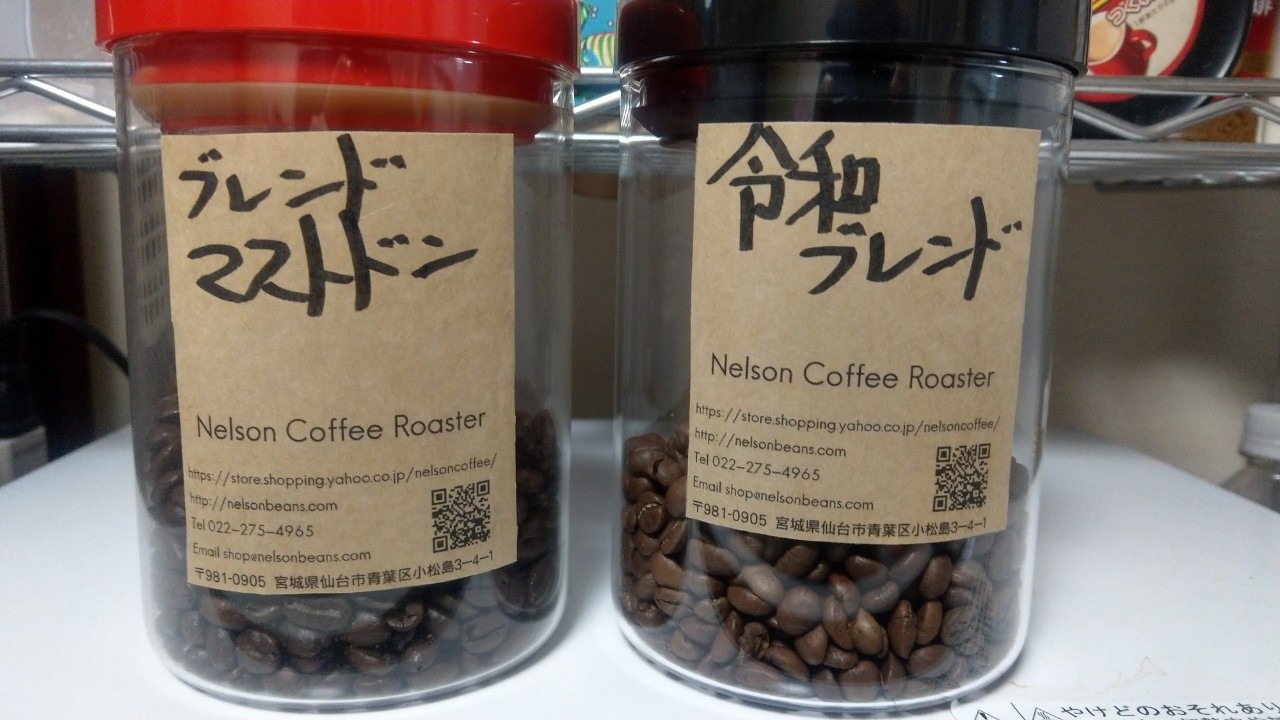 ブレンド
マストドン
Nelson Coffee Roaster
https://store.shopping.yahoo.co.jp/nelsoncoffee/
http://nelsonbeans.com
Tel 022-275-4965
Email shop@nelsonbeans.com
〒981-0905 宮城県仙台市青葉区小松島3-4-1
令和
ブレンド
Nelson Coffee Roaster
https://store.shopping.yahoo.co.jp/nelsoncoffee/
http://nelsonbeans.com
Tel 022-275-4965
Email shop@nelsonbeans.com
〒981-0905 宮城県仙台市青葉区小松島3-4-1
やけどのおそれあり